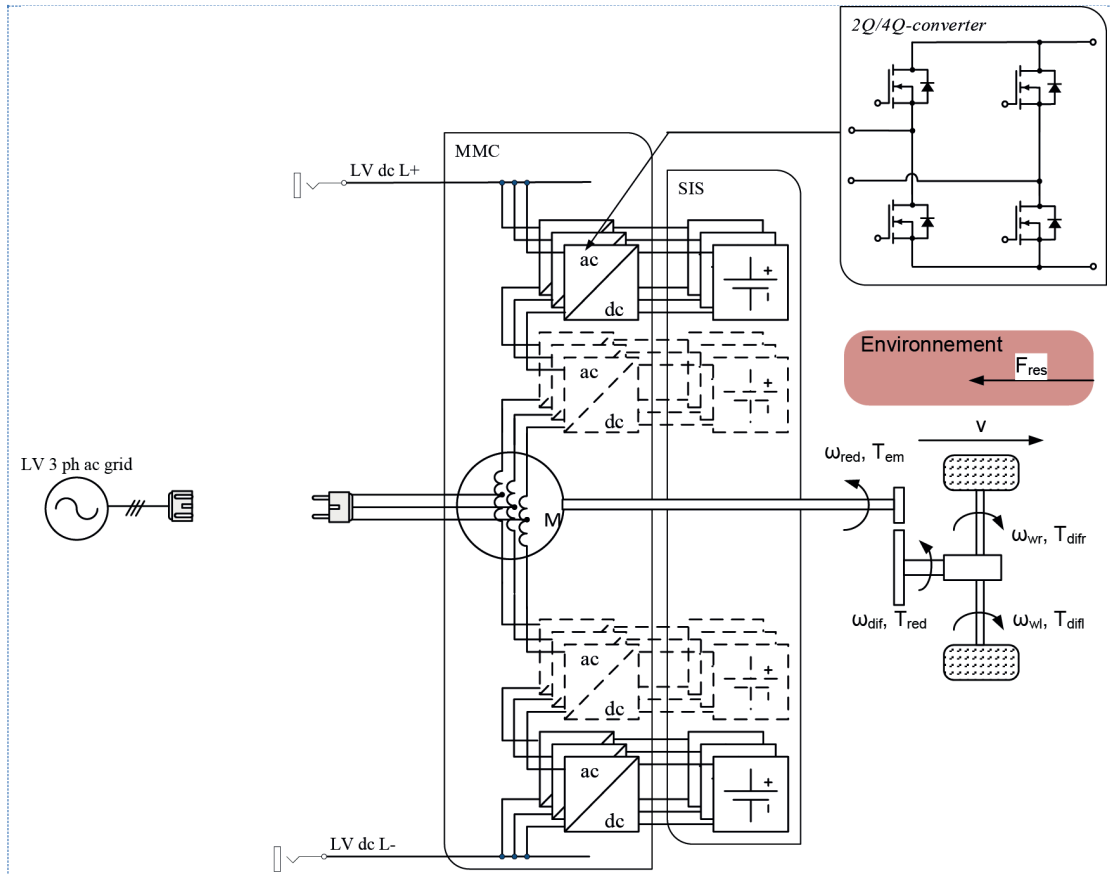 2Q/4Q-converter
MMC
LV dc L+
SIS
ac
dc
+
Environnement
Fres
ac
dc
+
v
LV 3 ph ac grid
ωred, Tem
M
ωwr, Tdifr
ωdif, Tred
ωwl, Tdifl
ac
dc
+
ac
dc
+
LV dc L-